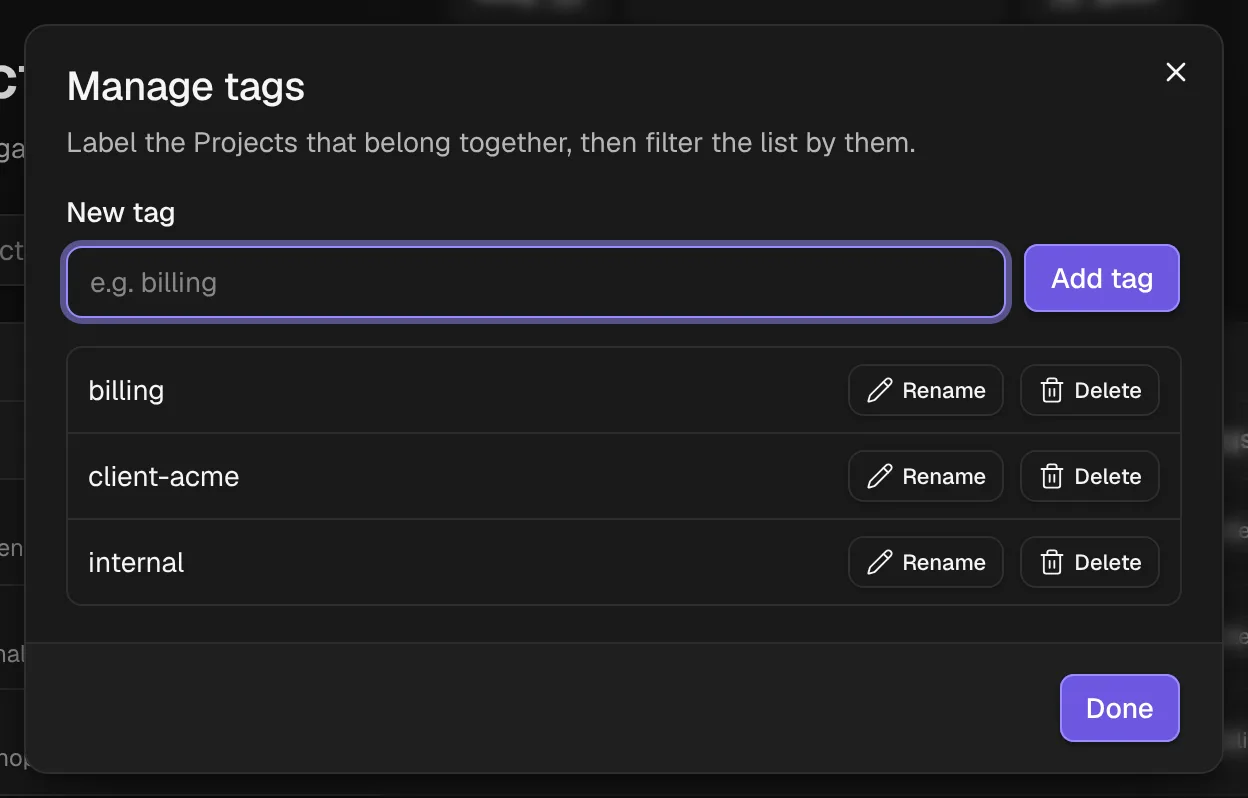 Manage tags
Label the Projects that belong together, then filter the list by them.
New tag
e.g. billing
Add tag
billing
Rename
Delete
client-acme
Rename
Delete
internal
Rename
Delete
Done